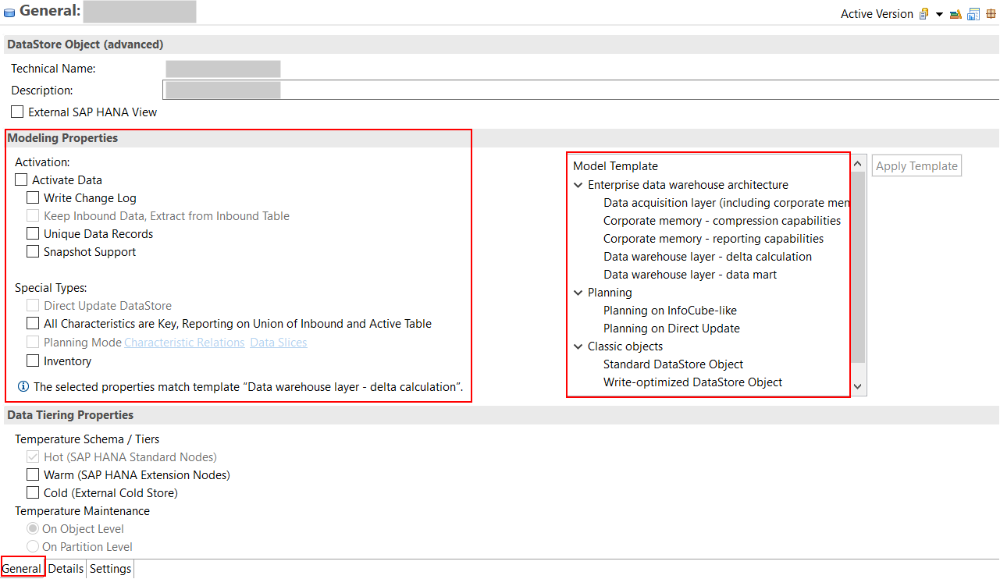 General:
Active Version
DataStore Object (advanced)
Technical Name:
Description:
External SAP HANA View
Modeling Properties
Activation:
Activate Data
Write Change Log
Keep Inbound Data, Extract from Inbound Table
Unique Data Records
Snapshot Support
Special Types:
Direct Update DataStore
All Characteristics are Key, Reporting on Union of Inbound and Active Table
Planning Mode Characteristic Relations Data Slices
Inventory
The selected properties match template “Data warehouse layer - delta calculation”.
Model Template
Enterprise data warehouse architecture
Data acquisition layer (including corporate mem
Corporate memory - compression capabilities
Corporate memory - reporting capabilities
Data warehouse layer - delta calculation
Data warehouse layer - data mart
Planning
Planning on InfoCube-like
Planning on Direct Update
Classic objects
Standard DataStore Object
Write-optimized DataStore Object
Apply Template
Data Tiering Properties
Temperature Schema / Tiers
Hot (SAP HANA Standard Nodes)
Warm (SAP HANA Extension Nodes)
Cold (External Cold Store)
Temperature Maintenance
On Object Level
On Partition Level
General Details Settings